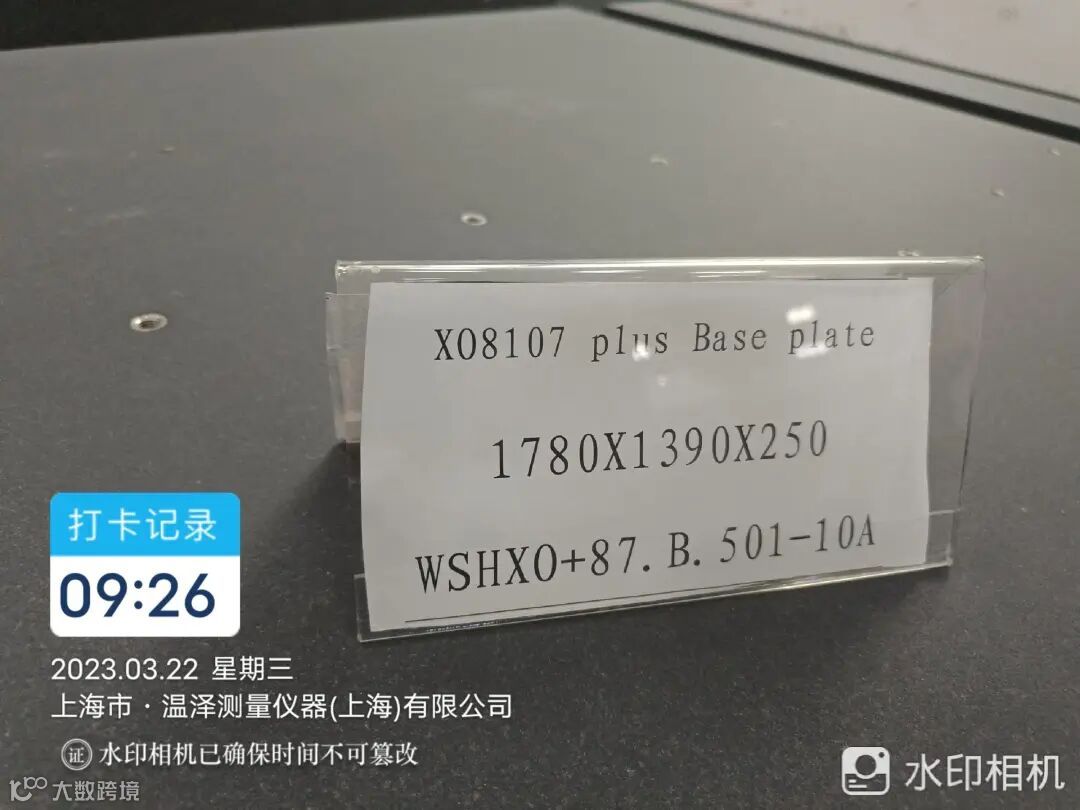 XO8107 plus Base plate
1780X1390X250
WSHXO+87.B.501-10A
打卡记录
09:26
2023.03.22 星期三
上海市·温泽测量仪器(上海)有限公司
证 水印相机已确保时间不可篡改
大数跨境
水印相机